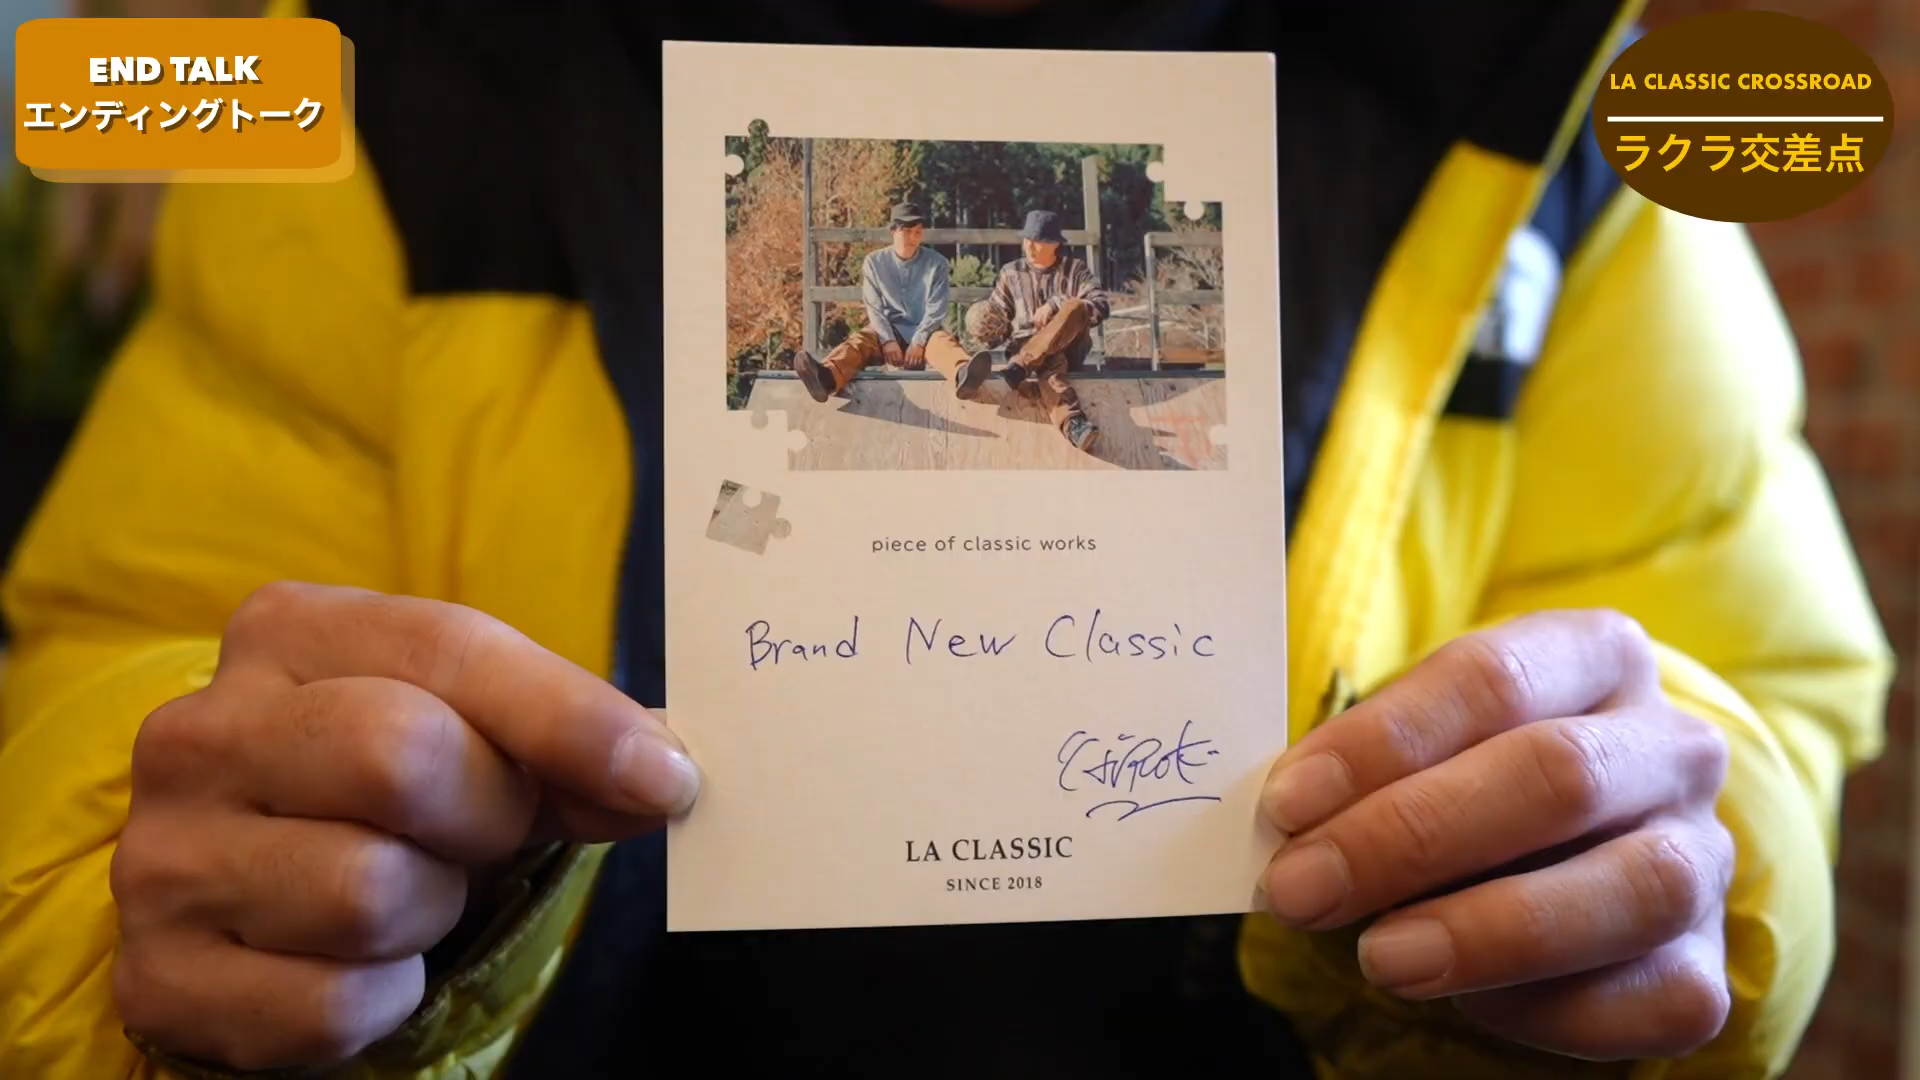 END TALK
エンディングトーク
LA CLASSIC CROSSROAD
ラクラ交差点
piece of classic works
Brand New Classic
LA CLASSIC
SINCE 2018